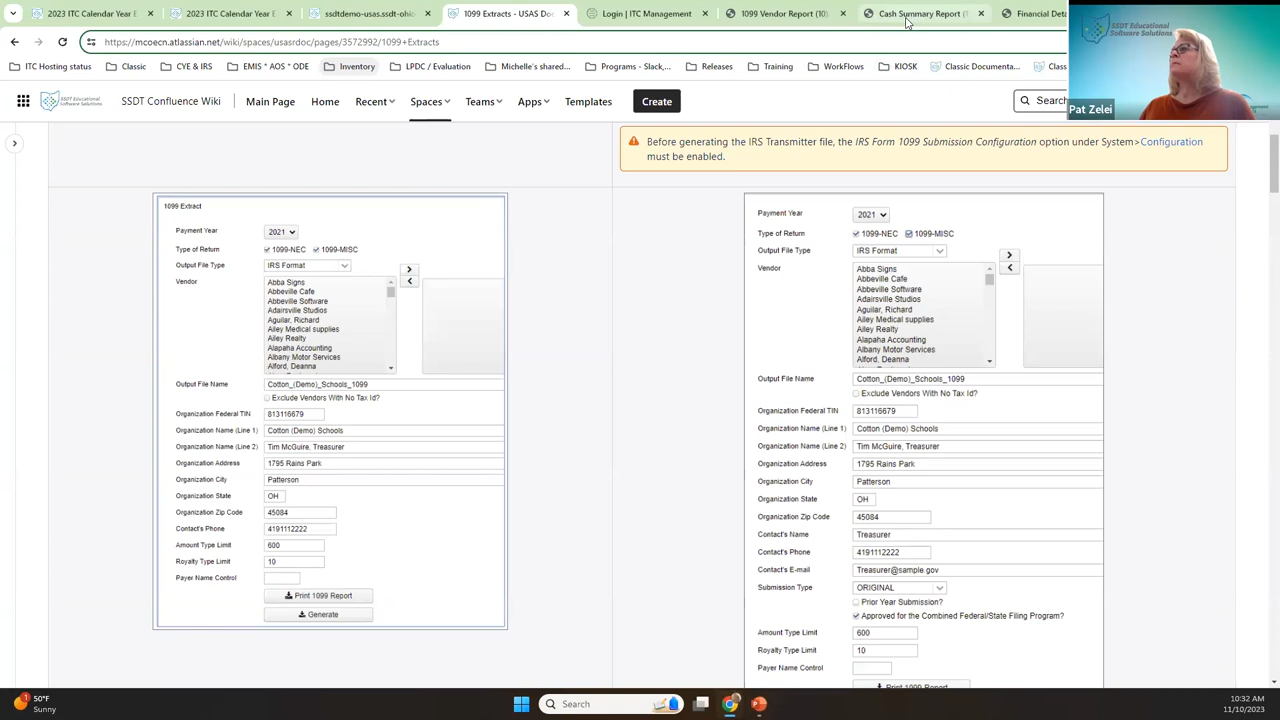 2023 ITC Calendar Year E
2023 ITC Calendar Year E
ssdtdemo-usas.ssdt-ohio
1099 Extracts - USAS Doc
Login | ITC Management
1099 Vendor Report (10)
Cash Summary Report (1
Financial Deta
https://mcoecn.atlassian.net/wiki/spaces/usasrdoc/pages/3572992/1099+Extracts
ITC Hosting status
Classic
CYE & IRS
EMIS * AOS * ODE
Inventory
LPDC / Evaluation
Michelle's shared...
Programs - Slack,...
Releases
Training
WorkFlows
KIOSK
Classic Documenta...
Class
SSDT Educational
Software Solutions
Pat Zelei
SSDT Educational
Software Solutions
SSDT Confluence Wiki
Main Page
Home
Recent
Spaces
Teams
Apps
Templates
Create
Search
Before generating the IRS Transmitter file, the IRS Form 1099 Submission Configuration option under System>Configuration
must be enabled.
1099 Extract
Payment Year 2021
Type of Return 1099-NEC 1099-MISC
Output File Type IRS Format
Vendor
Abba Signs
Abbeville Cafe
Abbeville Software
Adairsville Studios
Aguilar, Richard
Ailey Medical supplies
Ailey Realty
Alapaha Accounting
Albany Motor Services
Alford, Deanna
Output File Name Cotton_(Demo)_Schools_1099
Exclude Vendors With No Tax Id?
Organization Federal TIN 813116679
Organization Name (Line 1) Cotton (Demo) Schools
Organization Name (Line 2) Tim McGuire, Treasurer
Organization Address 1795 Rains Park
Organization City Patterson
Organization State OH
Organization Zip Code 45084
Contact's Phone 4191112222
Amount Type Limit 600
Royalty Type Limit 10
Payer Name Control
Print 1099 Report
Generate
Payment Year 2021
Type of Return 1099-NEC 1099-MISC
Output File Type IRS Format
Vendor
Abba Signs
Abbeville Cafe
Abbeville Software
Adairsville Studios
Aguilar, Richard
Ailey Medical supplies
Ailey Realty
Alapaha Accounting
Albany Motor Services
Alford, Deanna
Output File Name Cotton_(Demo)_Schools_1099
Exclude Vendors With No Tax Id?
Organization Federal TIN 813116679
Organization Name (Line 1) Cotton (Demo) Schools
Organization Name (Line 2) Tim McGuire, Treasurer
Organization Address 1795 Rains Park
Organization City Patterson
Organization State OH
Organization Zip Code 45084
Contact's Name Treasurer
Contact's Phone 4191112222
Contact's E-mail Treasurer@sample.gov
Submission Type ORIGINAL
Prior Year Submission?
Approved for the Combined Federal/State Filing Program?
Amount Type Limit 600
Royalty Type Limit 10
Payer Name Control
Print 1099 Report
50°F
Sunny
Search
10:32 AM
11/10/2023